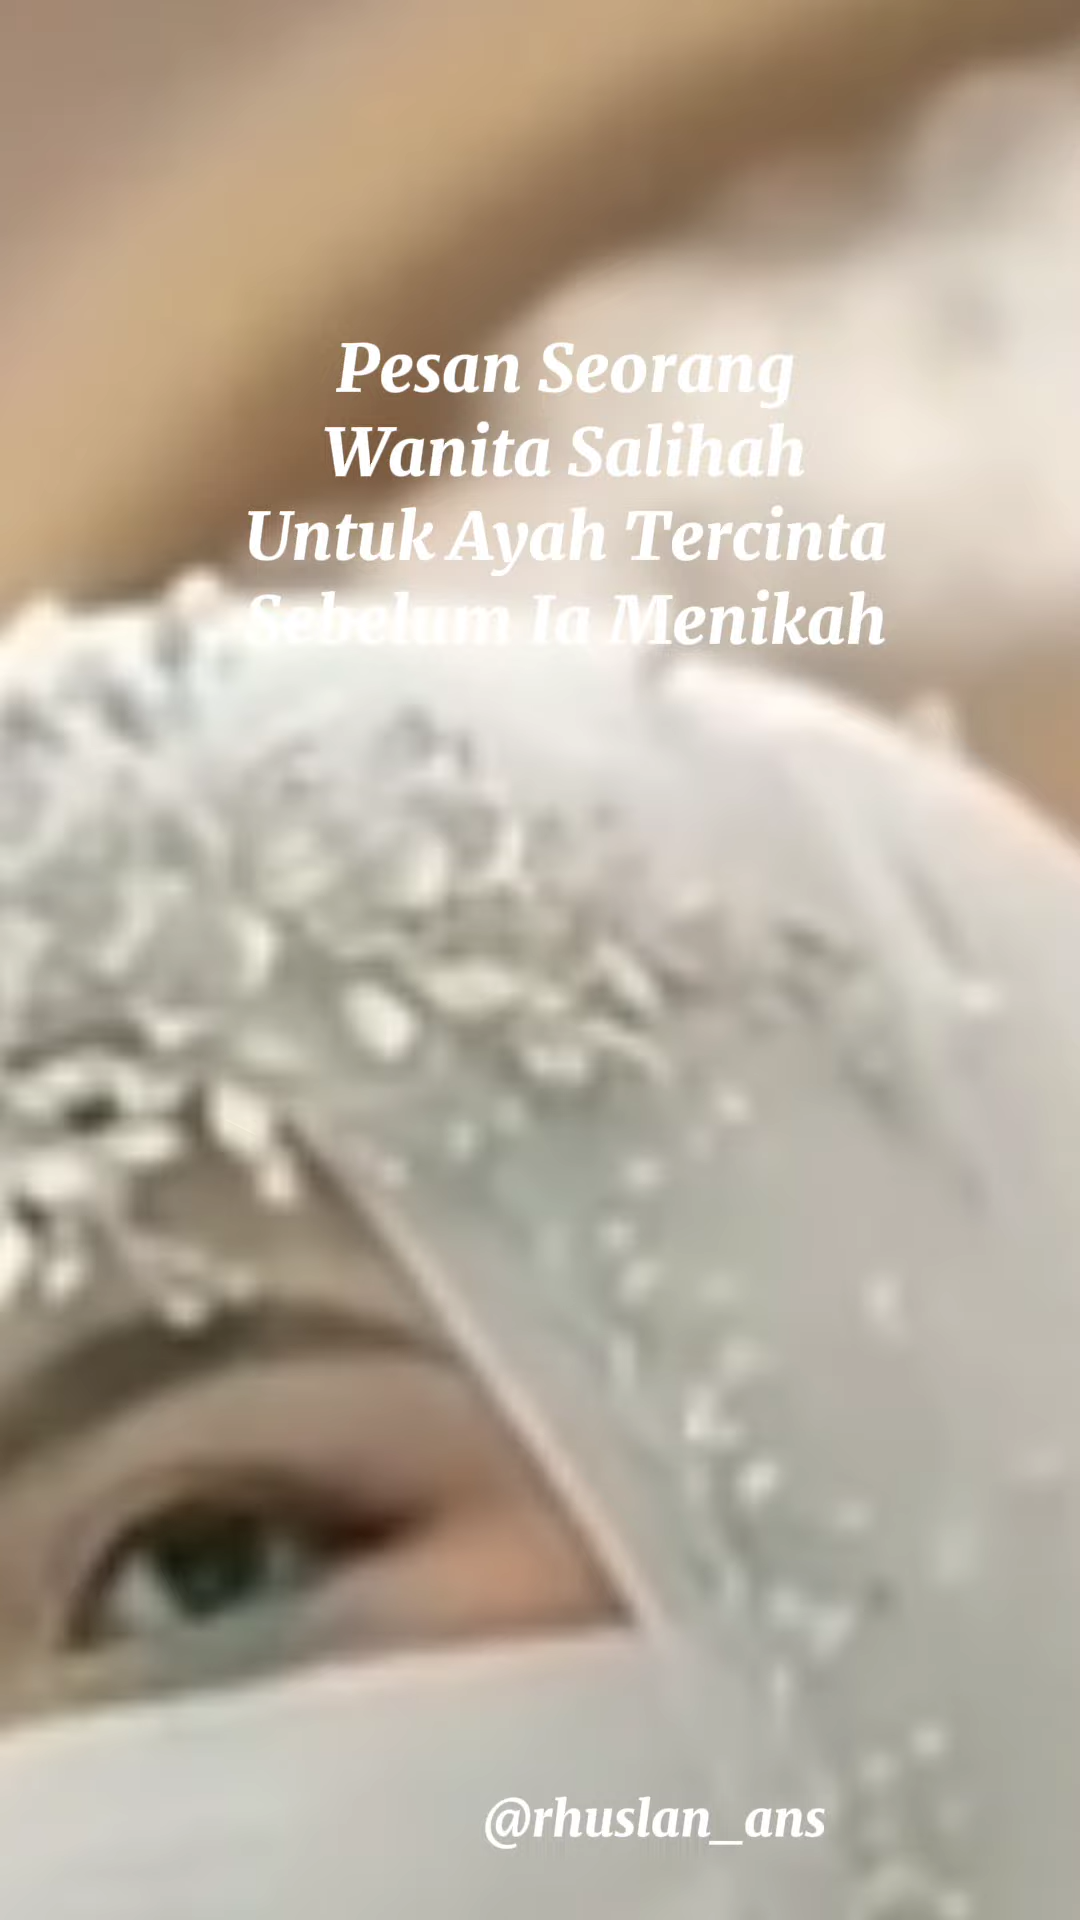 Pesan Seorang
Wanita Salihah
Untuk Ayah Tercinta
Sebelum Ia Menikah
@rhuslan_ans